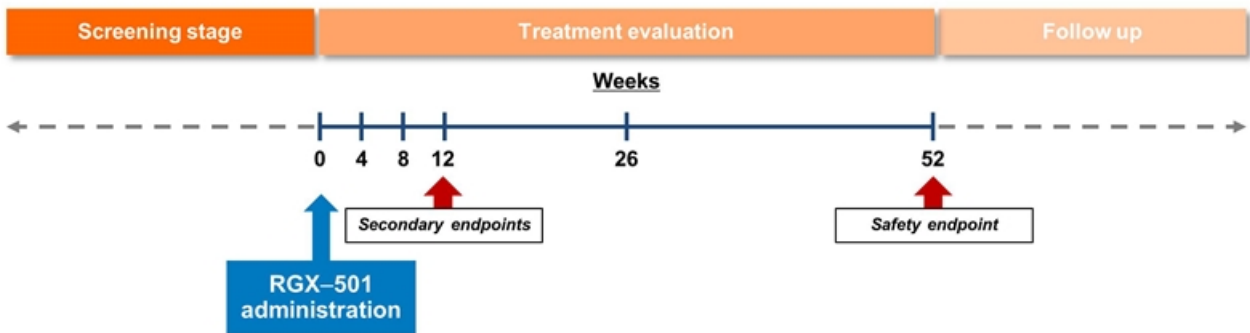 Screening stage
Treatment evaluation
Follow up
Weeks
0
4
8
12
26
52
Secondary endpoints
Safety endpoint
RGX–501
administration